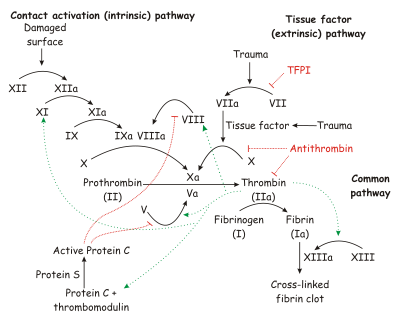 Contact activation (intrinsic) pathway
Damaged
surface
Tissue factor
(extrinsic) pathway
Trauma
TFPI
XII
XIIa
XI
XIa
VIIa
VII
VIII
IX
IXa
VIIIa
Tissue factor
Trauma
Antithrombin
X
X
Xa
Common
pathway
Prothrombin
(II)
Va
Thrombin
(IIa)
V
Fibrinogen
(I)
Fibrin
(Ia)
Active Protein C
XIIIa
XIII
Protein S
Protein C +
thrombomodulin
Cross-linked
fibrin clot